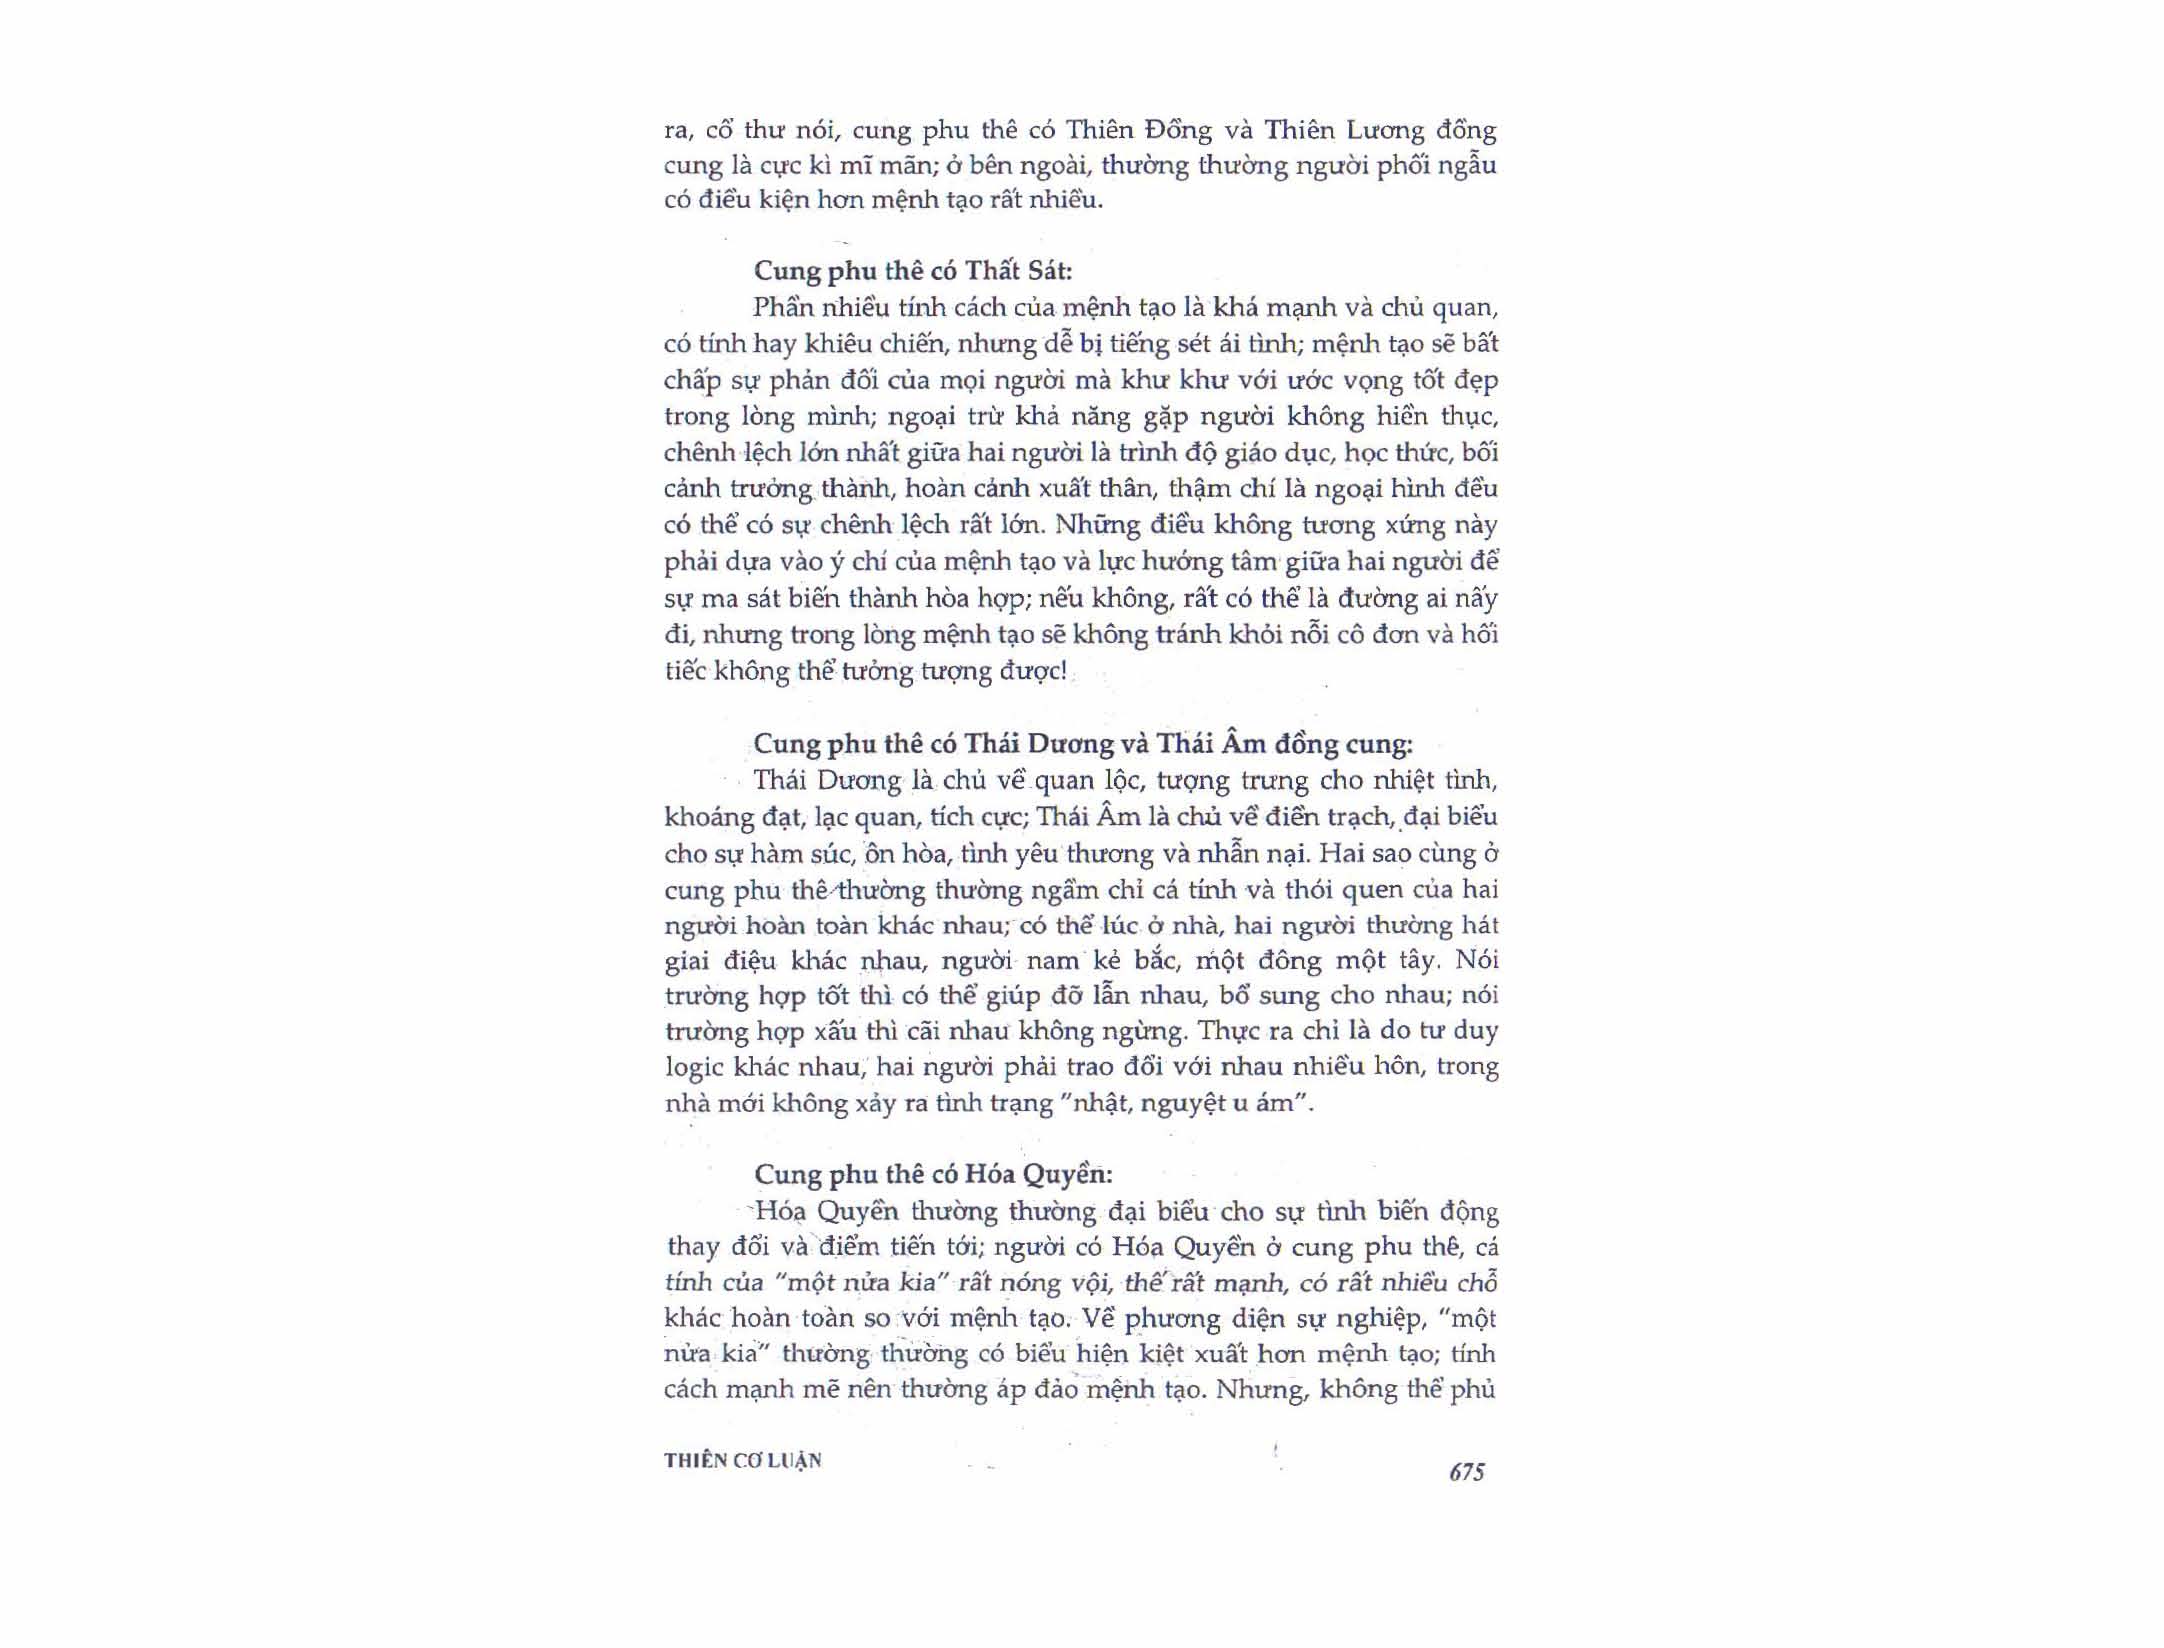 ra, cổ thư nói, cung phu thê có Thiên Đồng và Thiên Lương đồng
cung là cực kì mĩ mãn; ở bên ngoài, thường thường người phối ngẫu
có điều kiện hơn mệnh tạo rất nhiều.
Cung phu thê có Thất Sát:
Phần nhiều tính cách của mệnh tạo là khá mạnh và chủ quan,
có tính hay khiêu chiến, nhưng dễ bị tiếng sét ái tình; mệnh tạo sẽ bất
chấp sự phản đối của mọi người mà khư khư với ước vọng tốt đẹp
trong lòng mình; ngoại trừ khả năng gặp người không hiền thục,
chênh lệch lớn nhất giữa hai người là trình độ giáo dục, học thức, bối
cảnh trưởng thành, hoàn cảnh xuất thân, thậm chí là ngoại hình đều
có thể có sự chênh lệch rất lớn. Những điều không tương xứng này
phải dựa vào ý chí của mệnh tạo và lực hướng tâm giữa hai người để
sự ma sát biến thành hòa hợp; nếu không, rất có thể là đường ai nấy
đi, nhưng trong lòng mệnh tạo sẽ không tránh khỏi nỗi cô đơn và hối
tiếc không thể tưởng tượng được!
Cung phu thê có Thái Dương và Thái Âm đồng cung:
Thái Dương là chủ về quan lộc, tượng trưng cho nhiệt tình,
khoáng đạt, lạc quan, tích cực; Thái Âm là chủ về điền trạch, đại biểu
cho sự hàm súc, ôn hòa, tình yêu thương và nhẫn nại. Hai sao cùng ở
cung phu thê thường thường ngầm chỉ cá tính và thói quen của hai
người hoàn toàn khác nhau; có thể lúc ở nhà, hai người thường hát
giai điệu khác nhau, người nam kẻ bắc, một đông một tây. Nói
trường hợp tốt thì có thể giúp đỡ lẫn nhau, bổ sung cho nhau; nói
trường hợp xấu thì cãi nhau không ngừng. Thực ra chỉ là do tư duy
logic khác nhau, hai người phải trao đổi với nhau nhiều hôn, trong
nhà mới không xảy ra tình trạng "nhật, nguyệt u ám".
Cung phu thê có Hóa Quyền:
Hóa Quyền thường thường đại biểu cho sự tình biến động
thay đổi và điểm tiến tới; người có Hóa Quyền ở cung phu thê, cá
tính của "một nửa kia" rất nóng vội, thế rất mạnh, có rất nhiều chỗ
khác hoàn toàn so với mệnh tạo. Về phương diện sự nghiệp, "một
nửa kia" thường thường có biểu hiện kiệt xuất hơn mệnh tạo; tính
cách mạnh mẽ nên thường áp đảo mệnh tạo. Nhưng, không thể phủ
THIÊN CƠ LUẬN
675